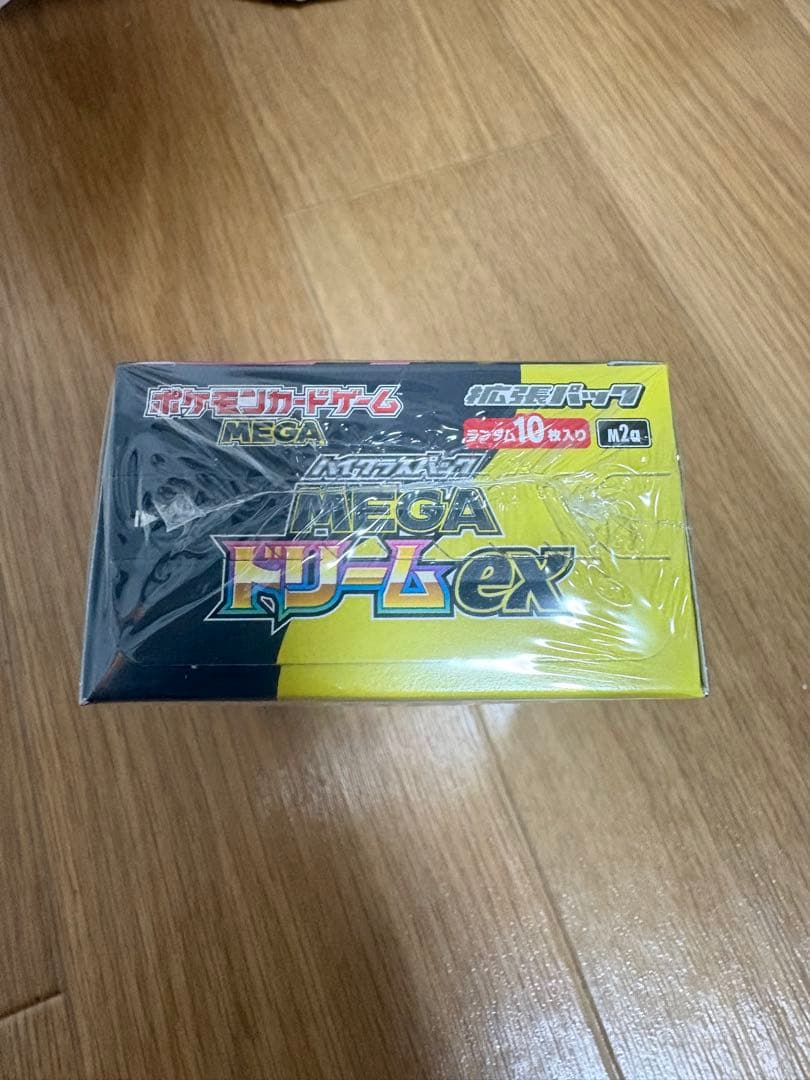 ポケモンカードゲーム
MEGA
拡張パック
ランダム10枚入り
M2a
ハイクラスパック
MEGA
ドリームex